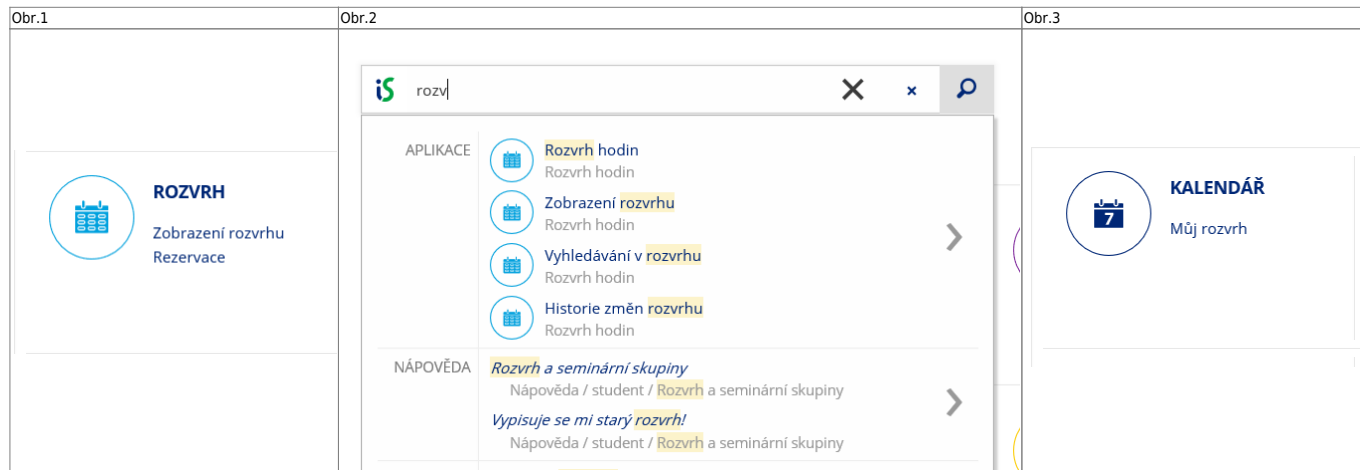 Obr.1
ROZVRH
Zobrazení rozvrhu
Rezervace
Obr.2
iS rozv
APLIKACE
Rozvrh hodin
Rozvrh hodin
Zobrazení rozvrhu
Rozvrh hodin
Vyhledávání v rozvrhu
Rozvrh hodin
Historie změn rozvrhu
Rozvrh hodin
NÁPOVĚDA
Rozvrh a seminární skupiny
Nápověda / student / Rozvrh a seminární skupiny
Vypisuje se mi starý rozvrh!
Nápověda / student / Rozvrh a seminární skupiny
Obr.3
7
KALENDÁŘ
Můj rozvrh